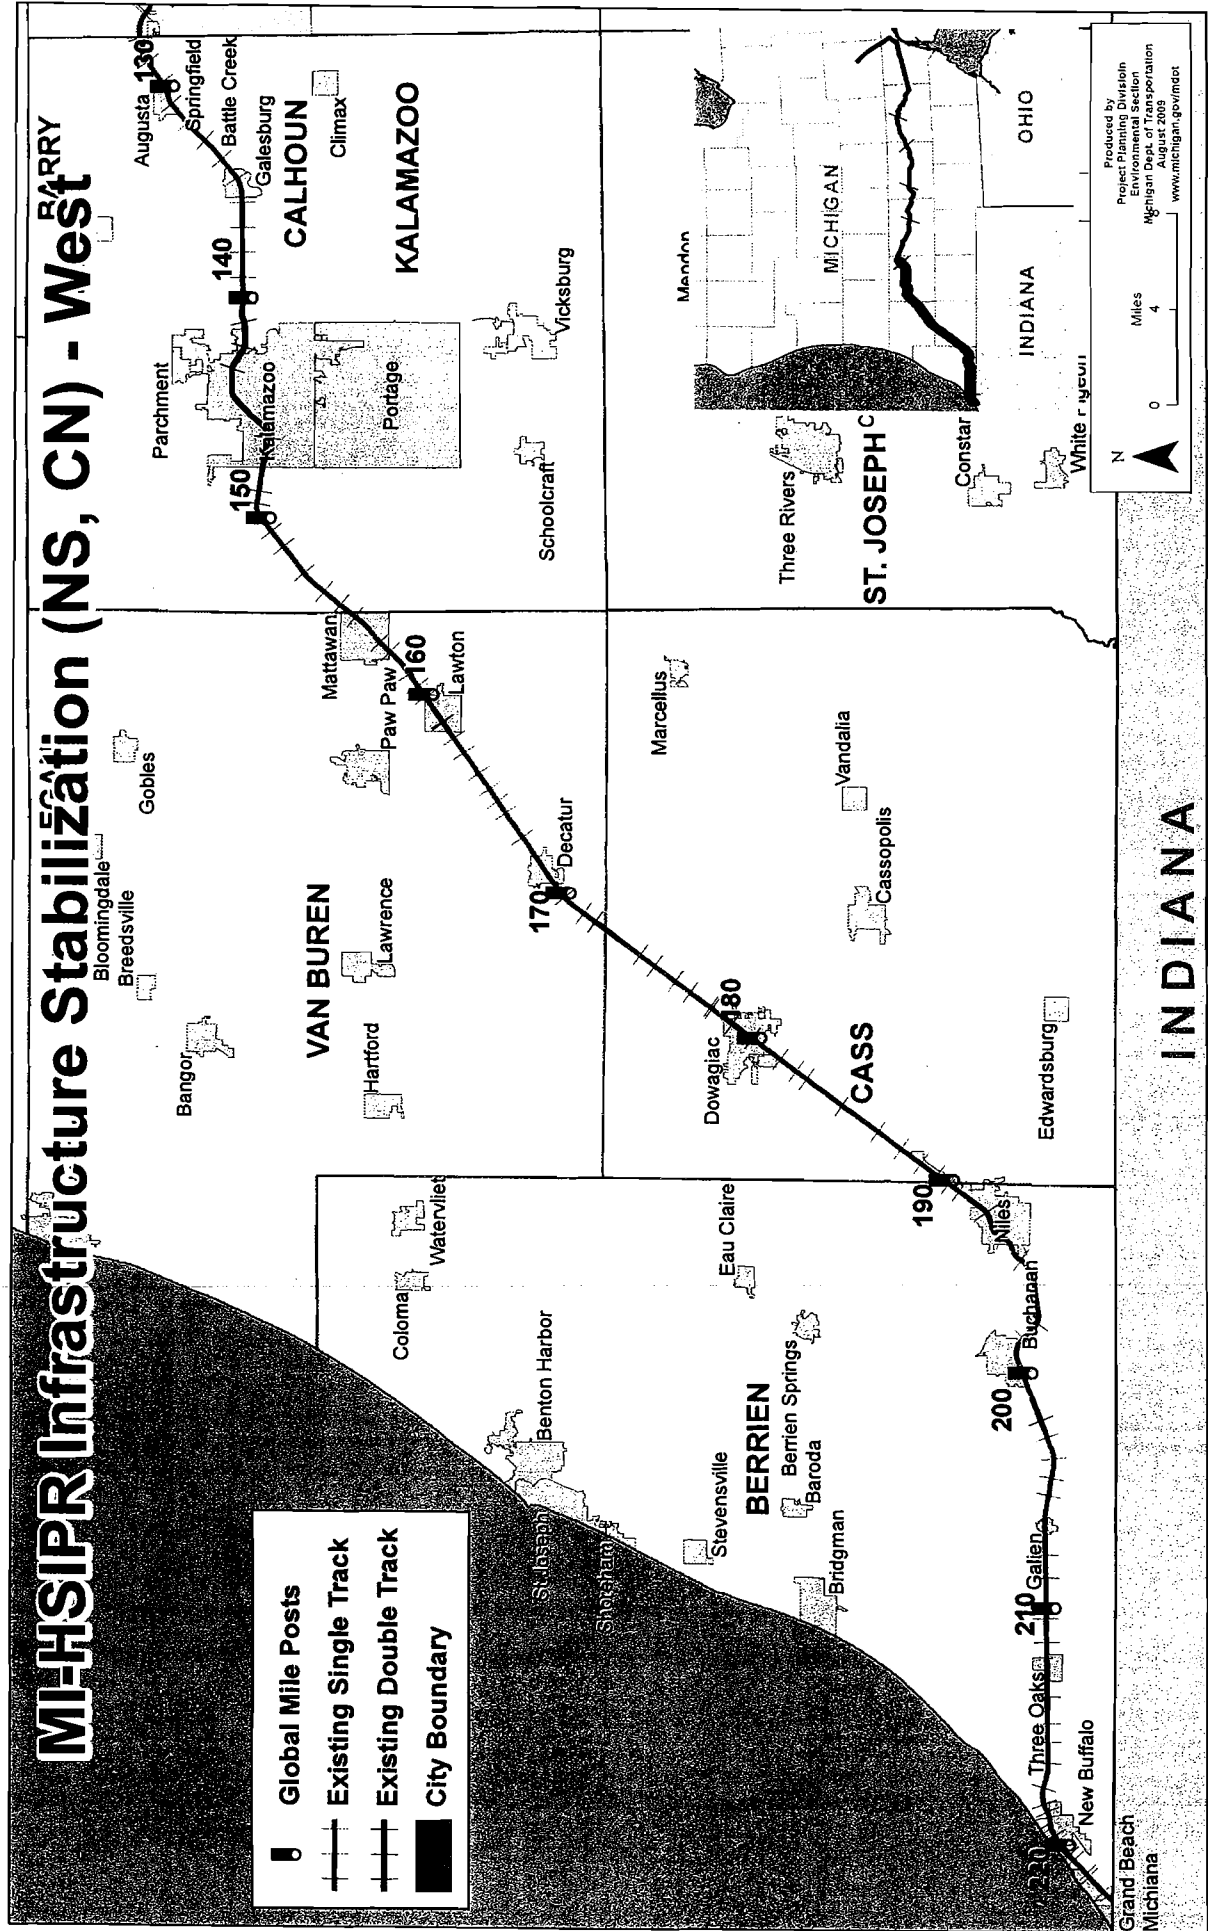 MI-HSIPR Infrastructure Stabilization (NS, CN) - West
BARRY
Global Mile Posts
Existing Single Track
Existing Double Track
City Boundary
Bloomingdale
Breedsville
Gobles
Bangor
VAN BUREN
Hartford
Lawrence
Paw Paw
Mattawan
160
Lawton
Decatur
170
Parchment
Kalamazoo
Portage
150
140
Augusta
130
Springfield
Battle Creek
Galesburg
CALHOUN
Climax
KALAMAZOO
Vicksburg
Schoolcraft
Coloma
Watervliet
Benton Harbor
St. Joseph
Shoreham
Stevensville
BERRIEN
Berrien Springs
Baroda
Bridgman
Eau Claire
Dowagiac
180
CASS
Marcellus
Vandalia
Cassopolis
Edwardsburg
190
Niles
Buchanan
200
Galien
210
Three Oaks
220
New Buffalo
Grand Beach
Michiana
Three Rivers
ST. JOSEPH
Constar
White
Mendon
MICHIGAN
INDIANA
OHIO
INDIANA
N
0 4 8
Miles
Produced by
Project Planning Divisioin
Environmental Section
Michigan Dept. of Transportation
August 2009
www.michigan.gov/mdot